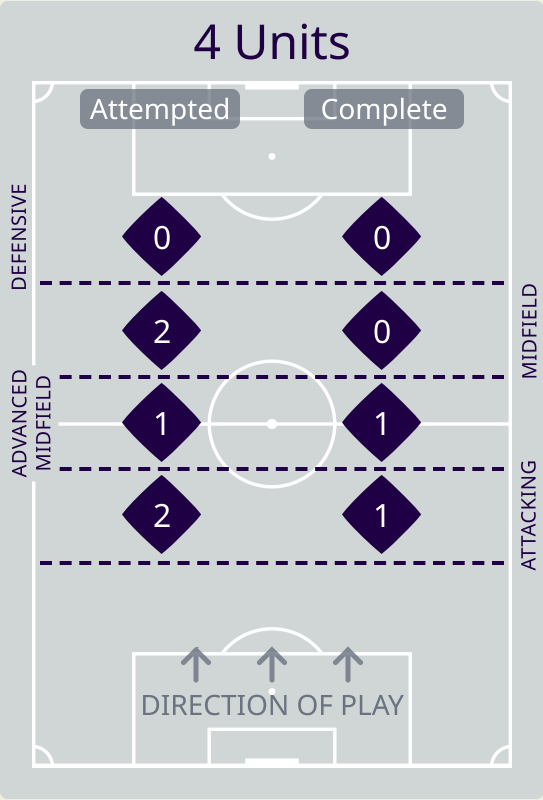 4 Units
Attempted Complete
DEFENSIVE
0 0
MIDFIELD
2 0
ADVANCED
MIDFIELD
1 1
ATTACKING
2 1
DIRECTION OF PLAY